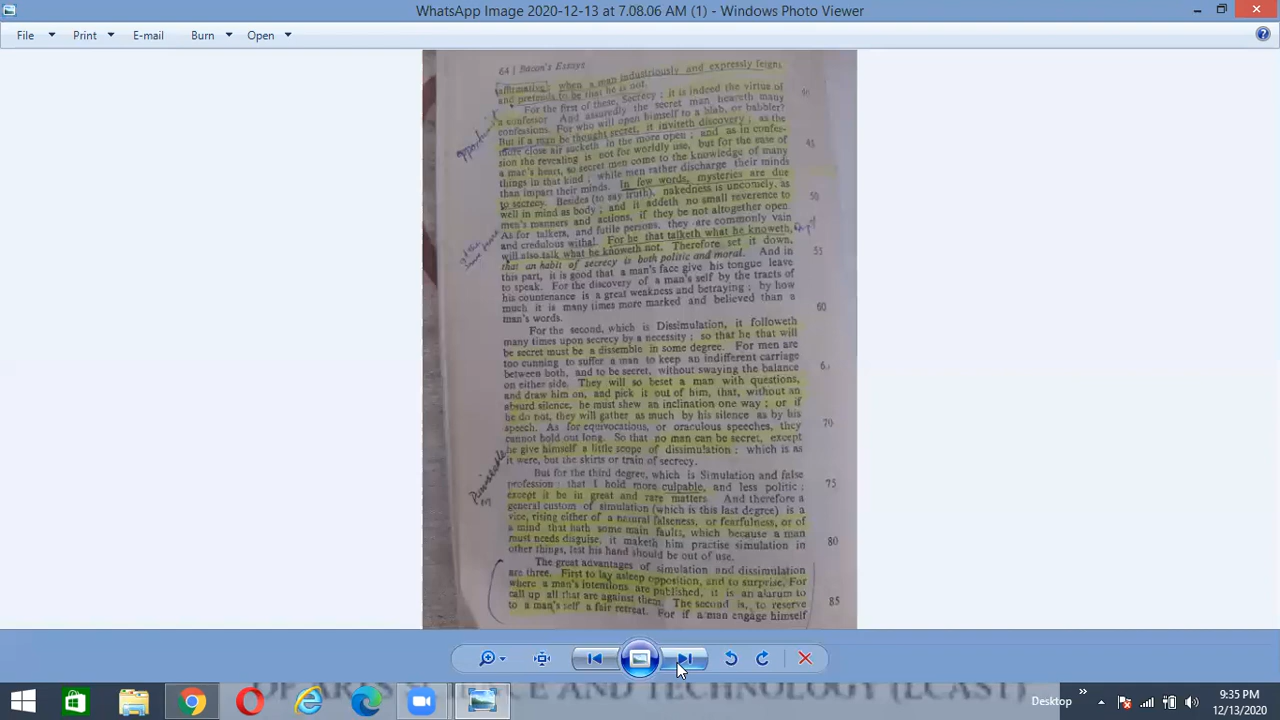 WhatsApp Image 2020-12-13 at 7.08.06 AM (1) - Windows Photo Viewer
File Print E-mail Burn Open
64 | Bacon's Essays
affirmative; when a man industriously and expressly feign,
and pretends to be that he is not.
For the first of these, Secrecy; it is indeed the virtue of
a confessor. And assuredly the secret man heareth many
confessions. For who will open himself to a blab, or babbler?
But if a man be thought secret, it inviteth discovery; as the
more close air sucketh in the more open; and as in confes-
sion the revealing is not for worldly use, but for the ease of
a man's heart, so secret men come to the knowledge of many
things in that kind; while men rather discharge their minds
than impart their minds. In few words, mysteries are due
to secrecy. Besides (to say truth), nakedness is uncomely, as
well in mind as body; and it addeth no small reverence to
men's manners and actions, if they be not altogether open.
As for talkers, and futile persons, they are commonly vain
and credulous withal. For he that talketh what he knoweth,
will also talk what he knoweth not. Therefore set it down,
that an habit of secrecy is both politic and moral. And in
this part, it is good that a man's face give his tongue leave
to speak. For the discovery of a man's self by the tracts of
his countenance is a great weakness and betraying; by how
much it is many times more marked and believed than a
man's words.
For the second, which is Dissimulation, it followeth
many times upon secrecy by a necessity; so that he that will
be secret must be a dissemble in some degree. For men are
too cunning to suffer a man to keep an indifferent carriage
between both, and to be secret, without swaying the balance
on either side. They will so beset a man with questions,
and draw him on, and pick it out of him, that, without an
absurd silence, he must shew an inclination one way; or if
he do not, they will gather as much by his silence as by his
speech. As for equivocations, or oraculous speeches, they
cannot hold out long. So that no man can be secret, except
he give himself a little scope of dissimulation; which is as
it were, but the skirts or train of secrecy.
But for the third degree, which is Simulation and false
profession: that I hold more culpable, and less politic;
except it be in great and rare matters. And therefore a
general custom of simulation (which is this last degree) is a
vice, rising either of a natural falseness, or fearfulness, or of
a mind that hath some main faults, which because a man
must needs disguise, it maketh him practise simulation in
other things, lest his hand should be out of use.
The great advantages of simulation and dissimulation
are three. First to lay asleep opposition, and to surprise. For
where a man's intentions are published, it is an alarum to
call up all that are against them. The second is, to reserve
to a man's self a fair retreat. For if a man engage himself
45
50
55
60
70
75
80
85
SCIENCE AND TECHNOLOGY (ECAST)
Desktop
9:35 PM
12/13/2020